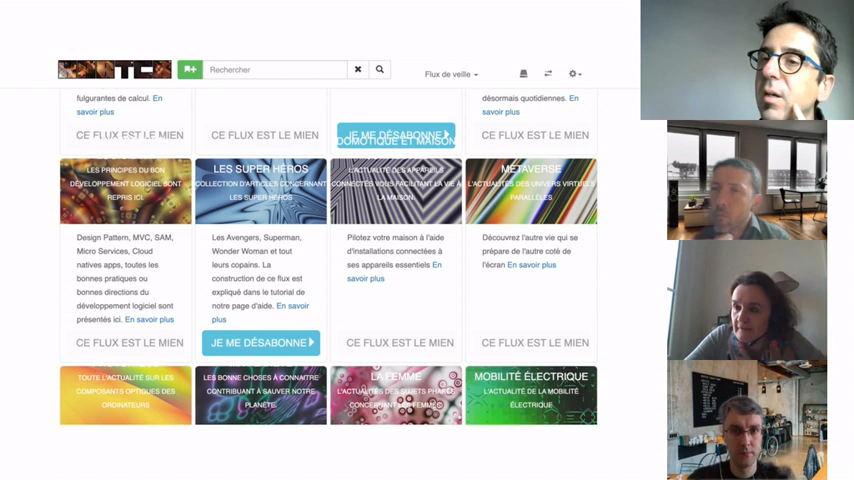 Rechercher
Flux de veille
fulgurantes de calcul. En
savoir plus
CE FLUX EST LE MIEN
CE FLUX EST LE MIEN
JE ME DÉSABONNE
désormais quotidiennes. En
savoir plus
CE FLUX EST LE MIEN
LES PRINCIPES DU BON
DÉVELOPPEMENT LOGICIEL SONT
REPRIS ICI.
Design Pattern, MVC, SAM,
Micro Services, Cloud
natives apps, toutes les
bonnes pratiques ou
bonnes directions du
développement logiciel sont
présentés ici. En savoir plus
CE FLUX EST LE MIEN
LES SUPER HÉROS
COLLECTION D'ARTICLES CONCERNANT
LES SUPER HÉROS
Les Avengers, Superman,
Wonder Woman et tout
leurs copains. La
construction de ce flux est
expliqué dans le tutorial de
notre page d'aide. En savoir
plus
JE ME DÉSABONNE
DOMOTIQUE ET MAISON
L'ACTUALITÉ DES APPAREILS
CONNECTÉS VOUS FACILITANT LA VIE À
LA MAISON.
Pilotez votre maison à l'aide
d'installations connectées à
ses appareils essentiels En
savoir plus
CE FLUX EST LE MIEN
METAVERSE
L'ACTUALITÉS DES UNIVERS VIRTUELS
PARALLÈLES.
Découvrez l'autre vie qui se
prépare de l'autre coté de
l'écran En savoir plus
CE FLUX EST LE MIEN
TOUTE L'ACTUALITÉ SUR LES
COMPOSANTS OPTIQUES DES
ORDINATEURS
LES BONNE CHOSES À CONNAITRE
CONTRIBUANT À SAUVER NOTRE
PLANÈTE.
LA FEMME
L'ACTUALITÉS DES SUJETS PHARES
CONCERNANT LES FEMMES
MOBILITÉ ÉLECTRIQUE
L'ACTUALITÉ DE LA MOBILITÉ
ÉLECTRIQUE